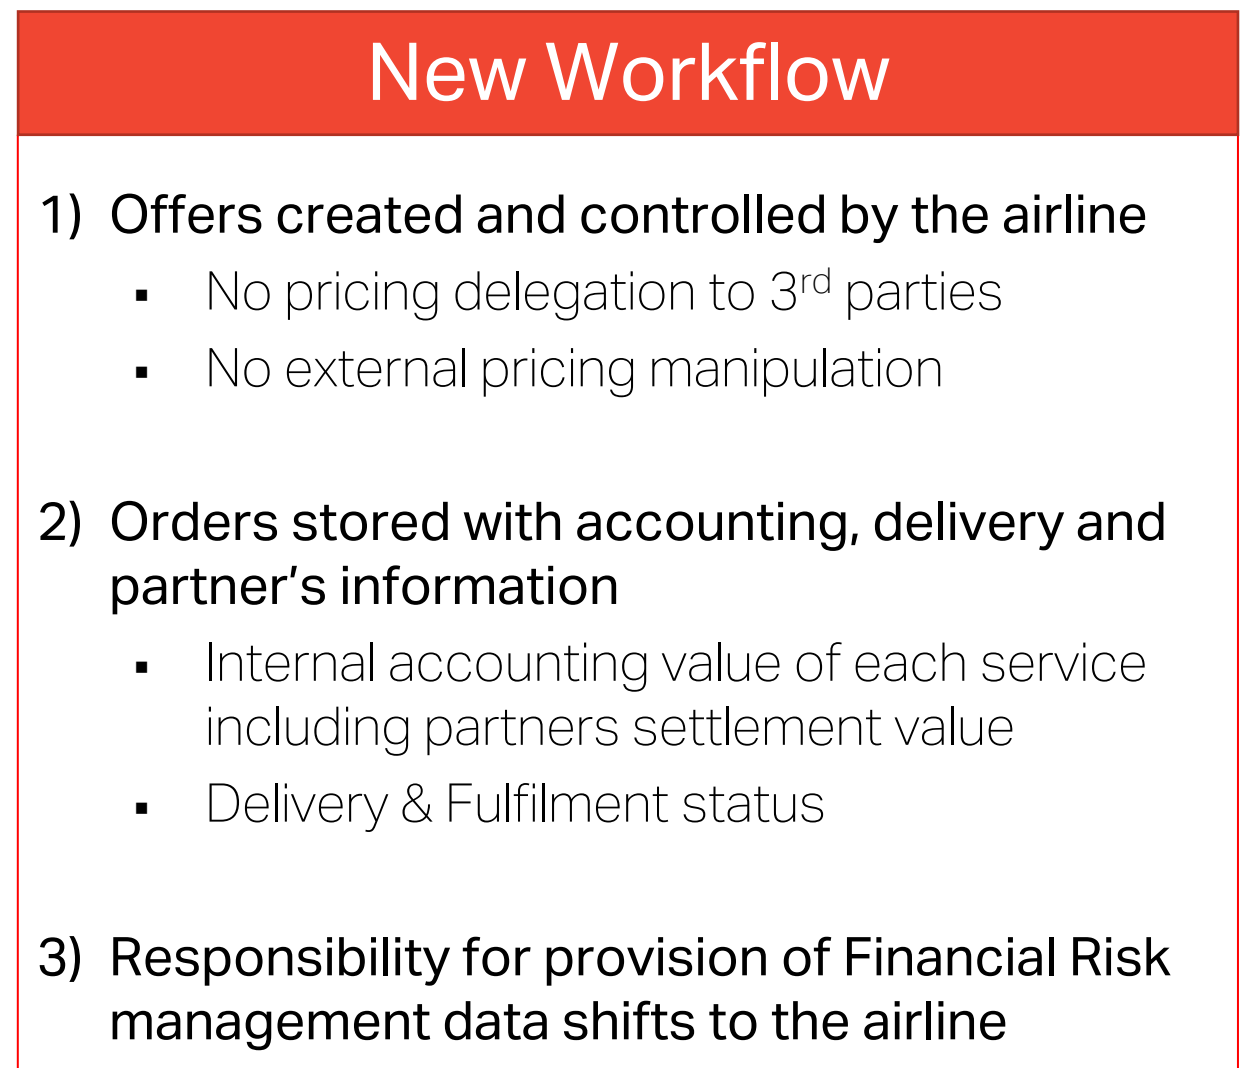 New Workflow
1) Offers created and controlled by the airline
▪ No pricing delegation to 3rd parties
▪ No external pricing manipulation
2) Orders stored with accounting, delivery and
partner’s information
▪ Internal accounting value of each service
including partners settlement value
▪ Delivery & Fulfilment status
3) Responsibility for provision of Financial Risk
management data shifts to the airline